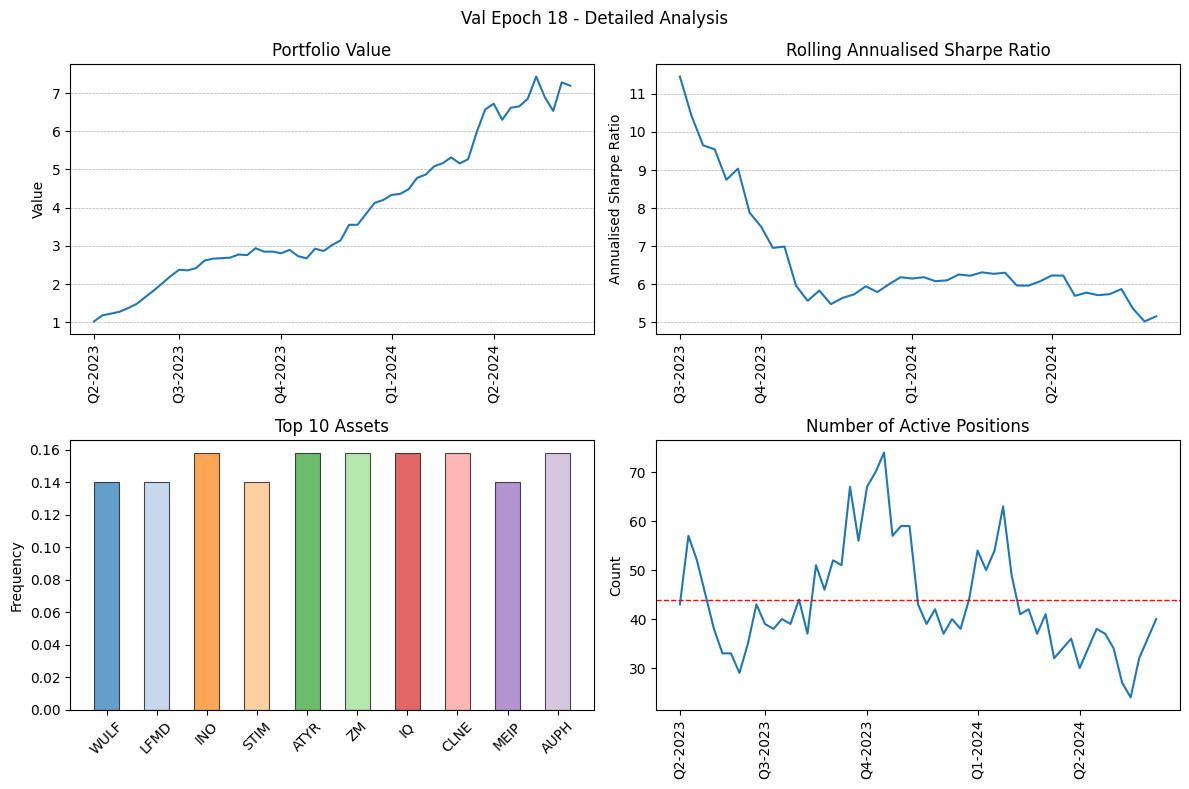 Val Epoch 18 - Detailed Analysis
Portfolio Value
Value
7
6
5
4
3
2
1
Q2-2023
Q3-2023
Q4-2023
Q1-2024
Q2-2024
Rolling Annualised Sharpe Ratio
Annualised Sharpe Ratio
11
10
9
8
7
6
5
Q3-2023
Q4-2023
Q1-2024
Q2-2024
Top 10 Assets
Frequency
0.16
0.14
0.12
0.10
0.08
0.06
0.04
0.02
0.00
WULF
LFMD
INO
STIM
ATYR
ZM
IQ
CLNE
MEIP
AUPH
Number of Active Positions
Count
70
60
50
40
30
Q2-2023
Q3-2023
Q4-2023
Q1-2024
Q2-2024